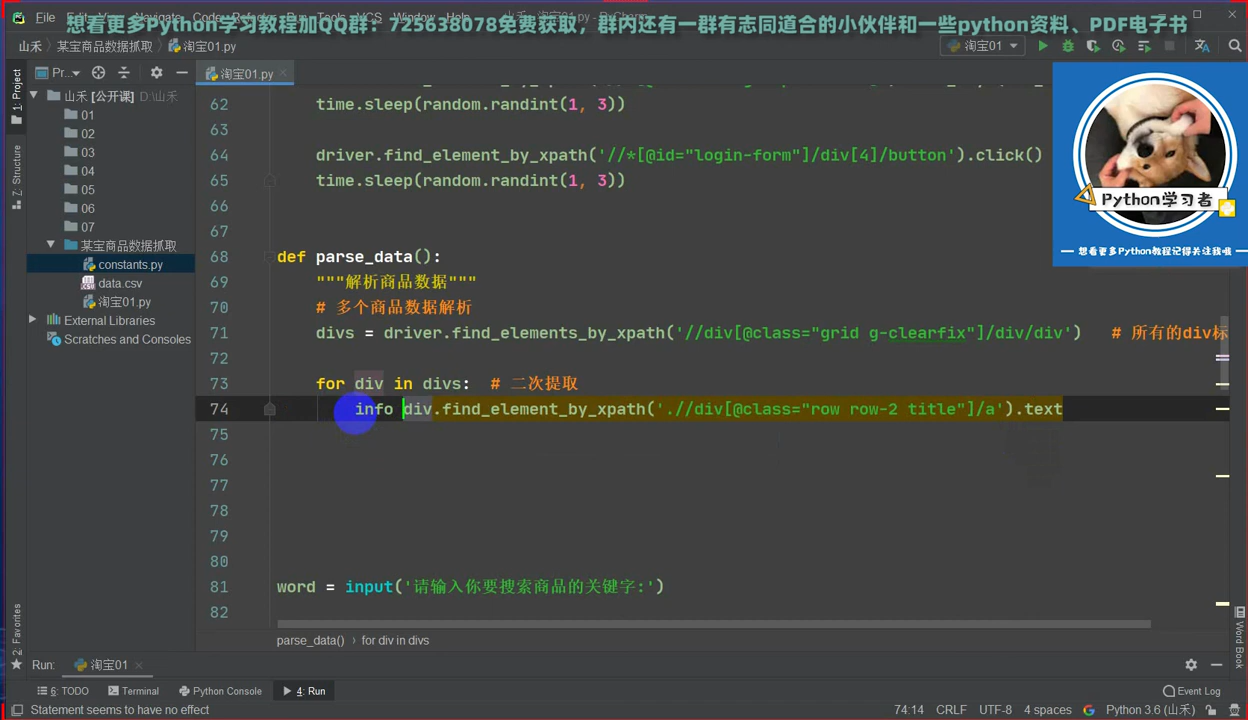 File
Window
Help
想看更多Python学习教程加QQ群：725638078免费获取，群内还有一群有志同道合的小伙伴和一些python资料、PDF电子书
山禾 某宝商品数据抓取 淘宝01.py
淘宝01
Pr...
淘宝01.py
1: Project
山禾 [公开课] D:\山禾
01
02
03
04
05
06
07
某宝商品数据抓取
constants.py
data.csv
淘宝01.py
External Libraries
Scratches and Consoles
Z: Structure
2: Favorites
62 time.sleep(random.randint(1, 3))
63
64 driver.find_element_by_xpath('//*[@id="login-form"]/div[4]/button').click()
65 time.sleep(random.randint(1, 3))
66
67
68 def parse_data():
69 """解析商品数据"""
70 # 多个商品数据解析
71 divs = driver.find_elements_by_xpath('//div[@class="grid g-clearfix"]/div/div') # 所有的div标
72
73 for div in divs: # 二次提取
74 info div.find_element_by_xpath('.//div[@class="row row-2 title"]/a').text
75
76
77
78
79
80
81 word = input('请输入你要搜索商品的关键字:')
82
Python学习者
想看更多Python教程记得关注我哦
parse_data() › for div in divs
Word Book
Run: 淘宝01
6: TODO Terminal Python Console 4: Run Event Log
Statement seems to have no effect 74:14 CRLF UTF-8 4 spaces Python 3.6 (山禾)